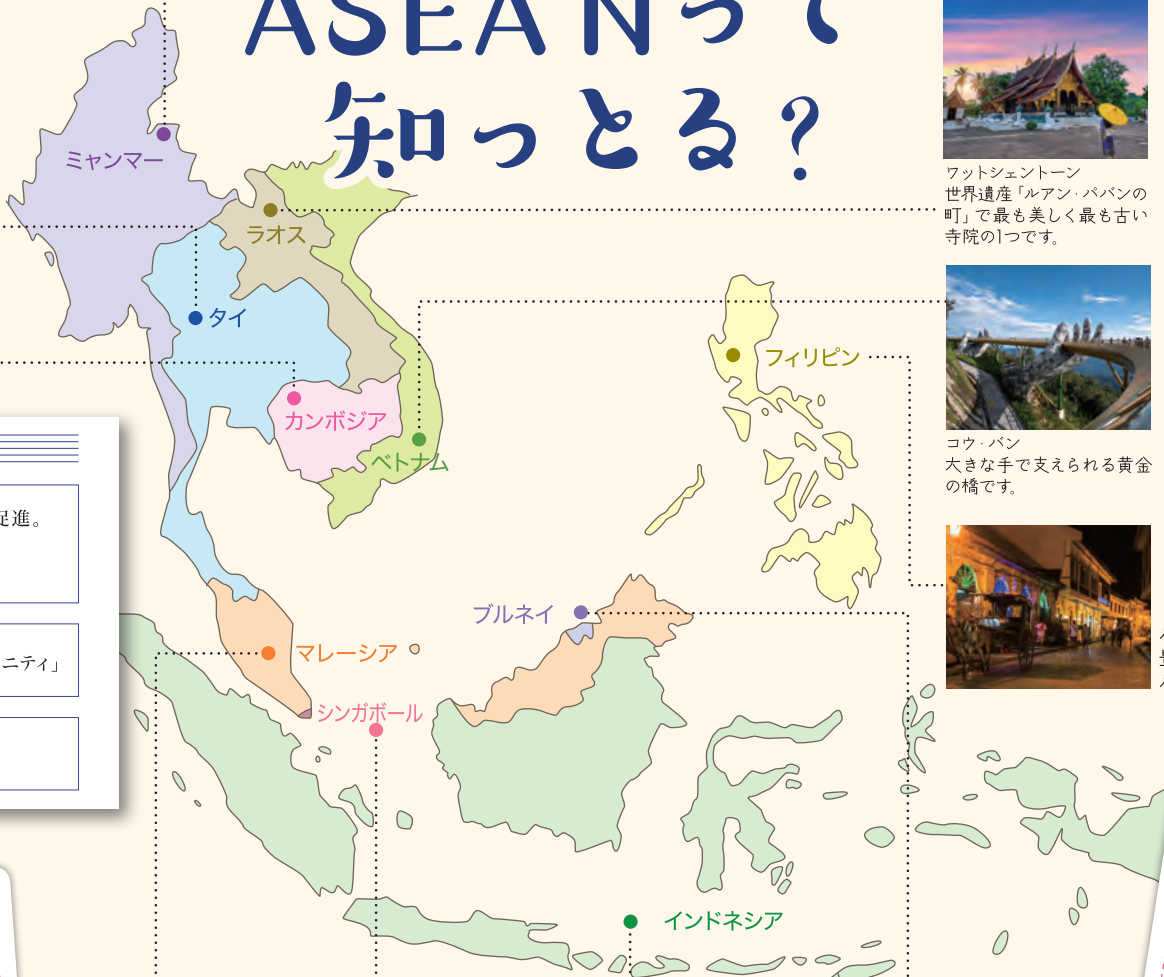 ASEANって
知っとる?
ミャンマー
ラオス
タイ
カンボジア
ベトナム
フィリピン
ブルネイ
マレーシア
シンガポール
インドネシア
ワットシェントーン
世界遺産「ルアン・パバンの
町」で最も美しく最も古い
寺院の1つです。
コウ・バン
大きな手で支えられる黄金
の橋です。
促進。
ニティ」